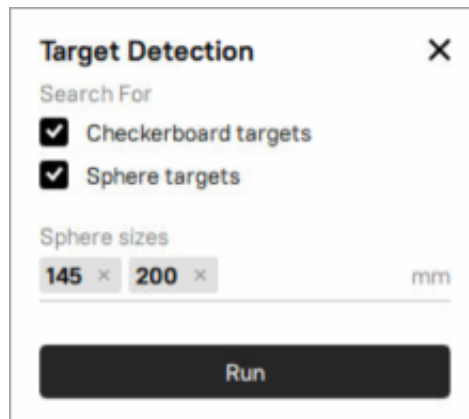 Target Detection
Search For
Checkerboard targets
Sphere targets
Sphere sizes
145 × 200 × mm
Run